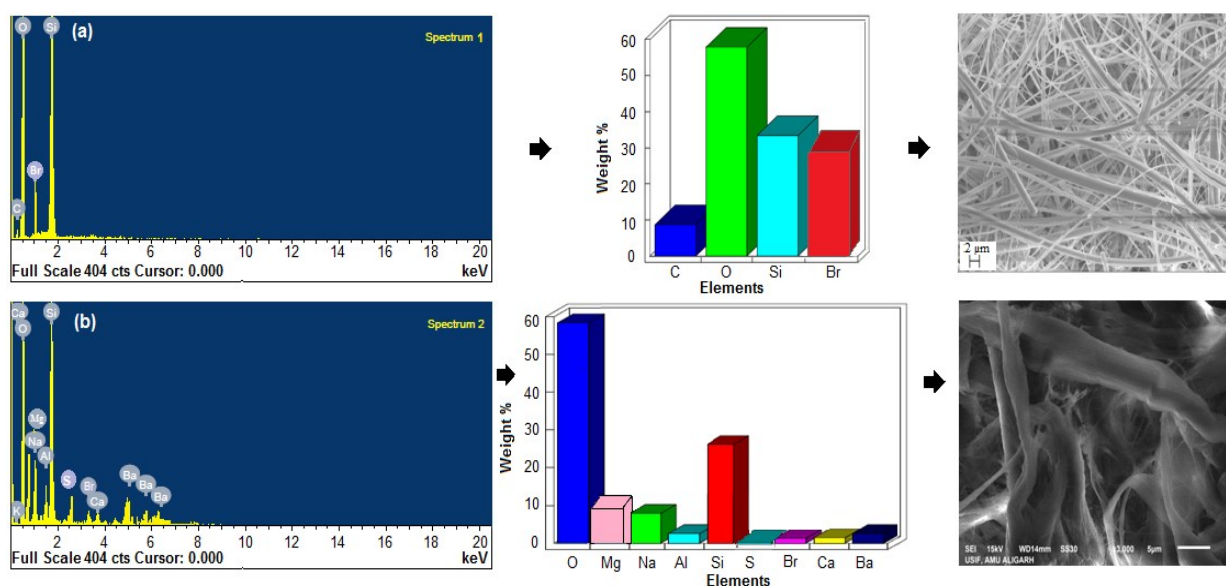 O Si (a) Spectrum 1
Br
C
2 4 6 8 10 12 14 16 18 20
Full Scale 404 cts Cursor: 0.000 keV
60
50
40
30
20
10
0
Weight %
C O Si Br
Elements
2 µm
Ca Si (b) Spectrum 2
O
Mg
Na
Al
S Br Ba Ba Ba
K Ca
2 4 6 8 10 12 14 16 18 20
Full Scale 404 cts Cursor: 0.000 keV
60
50
40
30
20
10
0
Weight %
O Mg Na Al Si S Br Ca Ba
Elements
SEI 15kV WD14mm SS30 5µm
USIF, AMU ALIGARH